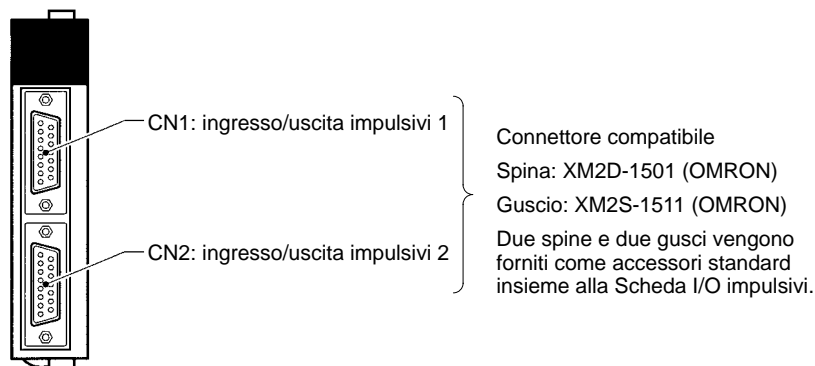 CN1: ingresso/uscita impulsivi 1
CN2: ingresso/uscita impulsivi 2
Connettore compatibile
Spina: XM2D-1501 (OMRON)
Guscio: XM2S-1511 (OMRON)
Due spine e due gusci vengono
forniti come accessori standard
insieme alla Scheda I/O impulsivi.